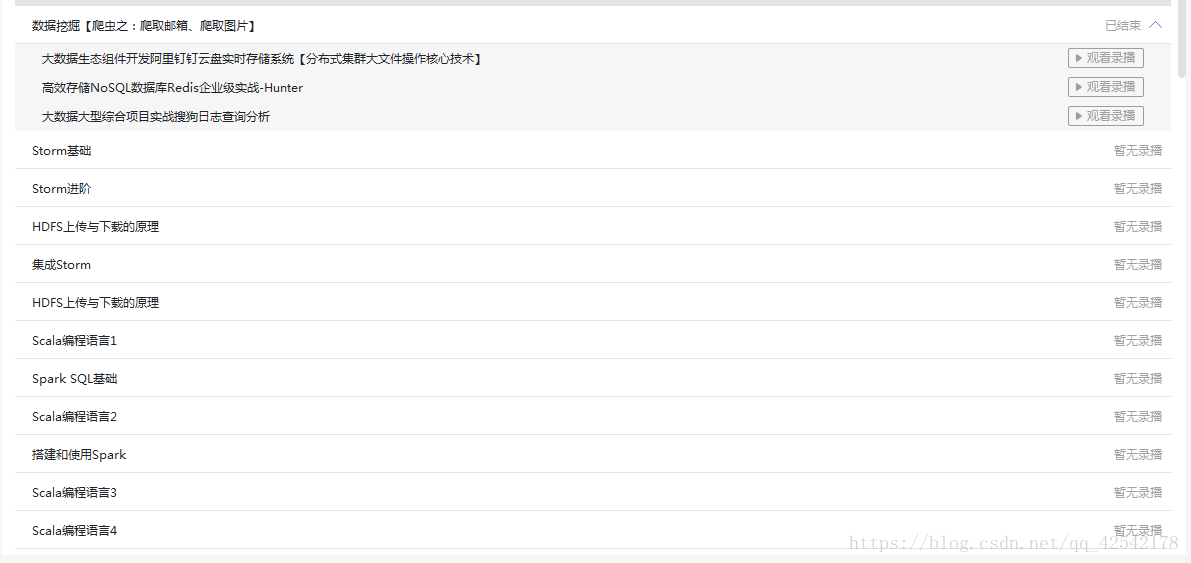 数据挖掘【爬虫之：爬取邮箱、爬取图片】 已结束
大数据生态组件开发阿里钉钉云盘实时存储系统【分布式集群大文件操作核心技术】 观看录播
高效存储NoSQL数据库Redis企业级实战-Hunter 观看录播
大数据大型综合项目实战搜狗日志查询分析 观看录播
Storm基础 暂无录播
Storm进阶 暂无录播
HDFS上传与下载的原理 暂无录播
集成Storm 暂无录播
HDFS上传与下载的原理 暂无录播
Scala编程语言1 暂无录播
Spark SQL基础 暂无录播
Scala编程语言2 暂无录播
搭建和使用Spark 暂无录播
Scala编程语言3 暂无录播
Scala编程语言4 暂无录播
https://blog.csdn.net/qq_42542178